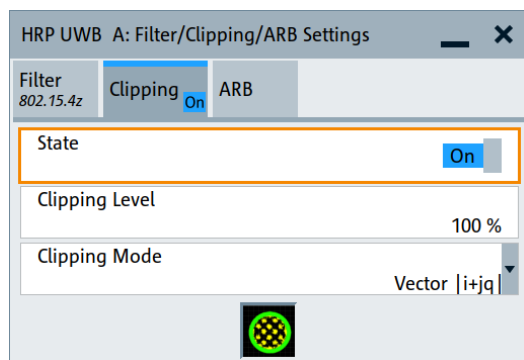 HRP UWB A: Filter/Clipping/ARB Settings
Filter
802.15.4z
Clipping On
ARB
State
On
Clipping Level
100 %
Clipping Mode
Vector |i+jq|